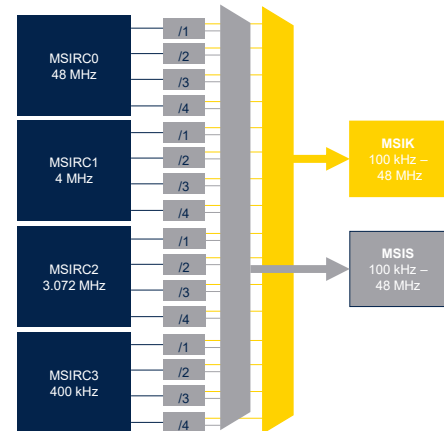 MSIRC0
48 MHz
/1
/2
/3
/4
MSIRC1
4 MHz
/1
/2
/3
/4
MSIRC2
3.072 MHz
/1
/2
/3
/4
MSIRC3
400 kHz
/1
/2
/3
/4
MSIK
100 kHz –
48 MHz
MSIS
100 kHz –
48 MHz